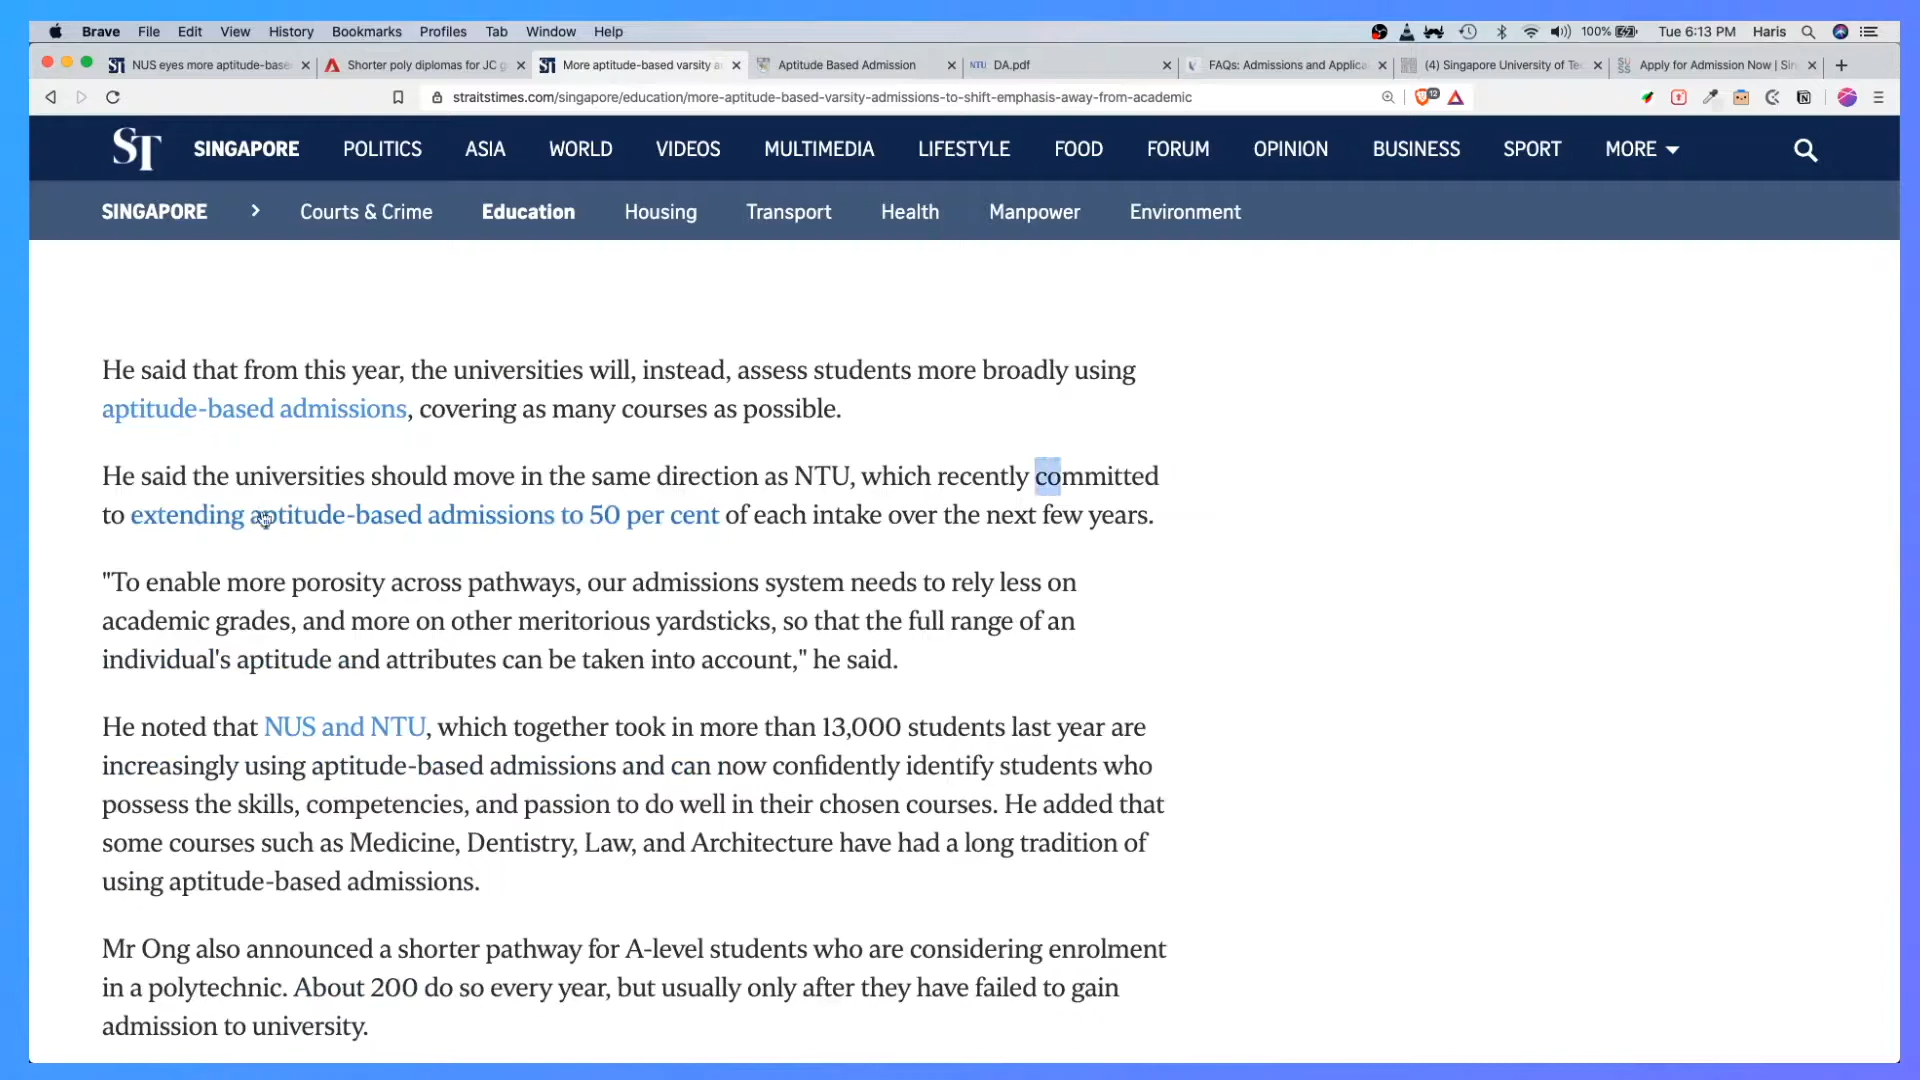 Brave File Edit View History Bookmarks Profiles Tab Window Help 100% Tue 6:13 PM Haris
NUS eyes more aptitude-base Shorter poly diplomas for JC g More aptitude-based varsity a Aptitude Based Admission DA.pdf FAQs: Admissions and Applica (4) Singapore University of Te Apply for Admission Now | Sin
straitstimes.com/singapore/education/more-aptitude-based-varsity-admissions-to-shift-emphasis-away-from-academic
ST SINGAPORE POLITICS ASIA WORLD VIDEOS MULTIMEDIA LIFESTYLE FOOD FORUM OPINION BUSINESS SPORT MORE
SINGAPORE > Courts & Crime Education Housing Transport Health Manpower Environment
He said that from this year, the universities will, instead, assess students more broadly using
aptitude-based admissions, covering as many courses as possible.
He said the universities should move in the same direction as NTU, which recently committed
to extending aptitude-based admissions to 50 per cent of each intake over the next few years.
"To enable more porosity across pathways, our admissions system needs to rely less on
academic grades, and more on other meritorious yardsticks, so that the full range of an
individual's aptitude and attributes can be taken into account," he said.
He noted that NUS and NTU, which together took in more than 13,000 students last year are
increasingly using aptitude-based admissions and can now confidently identify students who
possess the skills, competencies, and passion to do well in their chosen courses. He added that
some courses such as Medicine, Dentistry, Law, and Architecture have had a long tradition of
using aptitude-based admissions.
Mr Ong also announced a shorter pathway for A-level students who are considering enrolment
in a polytechnic. About 200 do so every year, but usually only after they have failed to gain
admission to university.